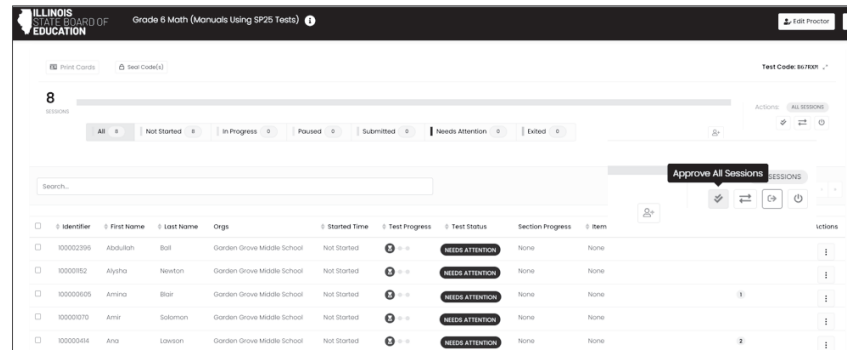 ILLINOIS
STATE BOARD OF
EDUCATION
Grade 6 Math (Manuals Using SP25 Tests)
Edit Proctor
Print Cards Seal Code(s)
Test Code:
8
SESSIONS
Actions: ALL SESSIONS
All 8 Not Started 8 In Progress 0 Paused 0 Submitted 0 Needs Attention 0 Exited 0
Approve All Sessions
SESSIONS
Search...
Identifier First Name Last Name Orgs Started Time Test Progress Test Status Section Progress Item Actions
100002396 Abdullah Ball Garden Grove Middle School Not Started NEEDS ATTENTION None None
100001152 Alysha Newton Garden Grove Middle School Not Started NEEDS ATTENTION None None
100000605 Amina Blair Garden Grove Middle School Not Started NEEDS ATTENTION None None 1
100001070 Amir Solomon Garden Grove Middle School Not Started NEEDS ATTENTION None None
100000414 Ana Lawson Garden Grove Middle School Not Started NEEDS ATTENTION None None 2